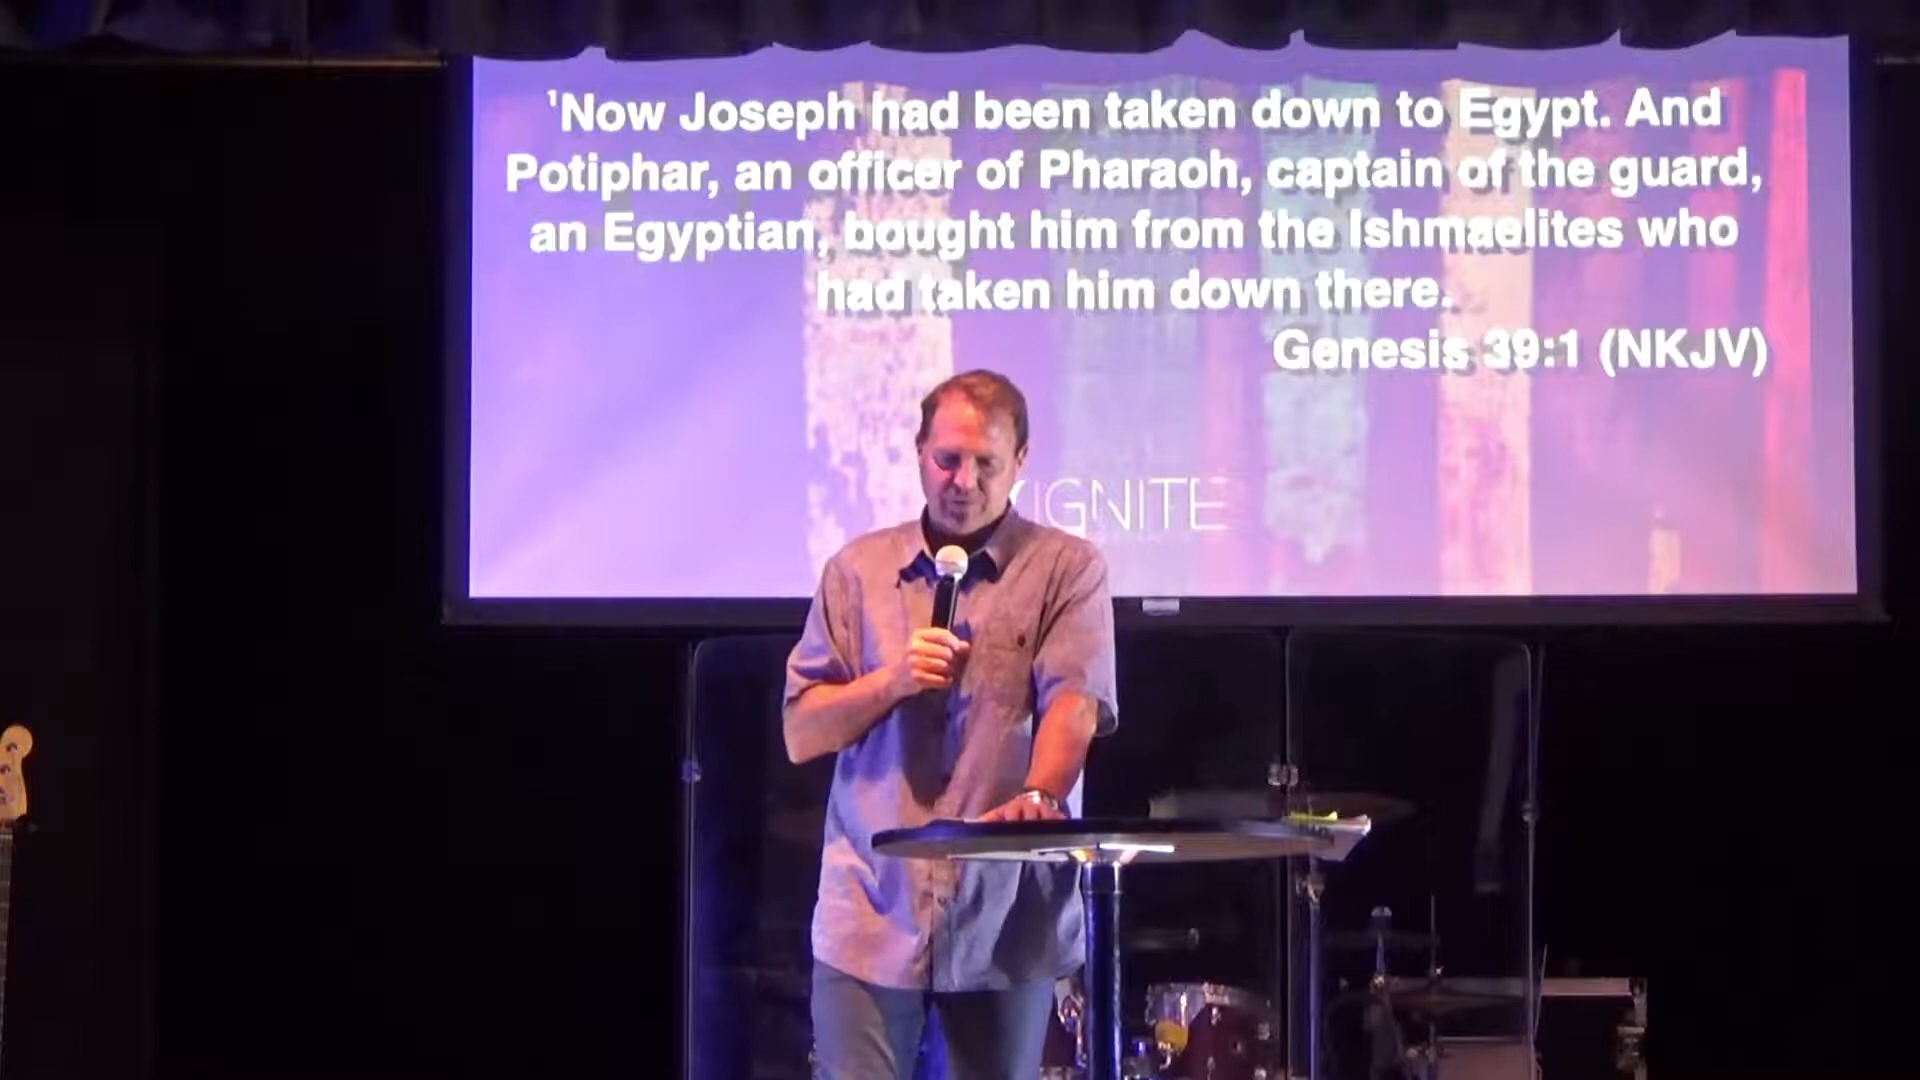 ¹Now Joseph had been taken down to Egypt. And
Potiphar, an officer of Pharaoh, captain of the guard,
an Egyptian, bought him from the Ishmaelites who
had taken him down there.
Genesis 39:1 (NKJV)
IGNITE